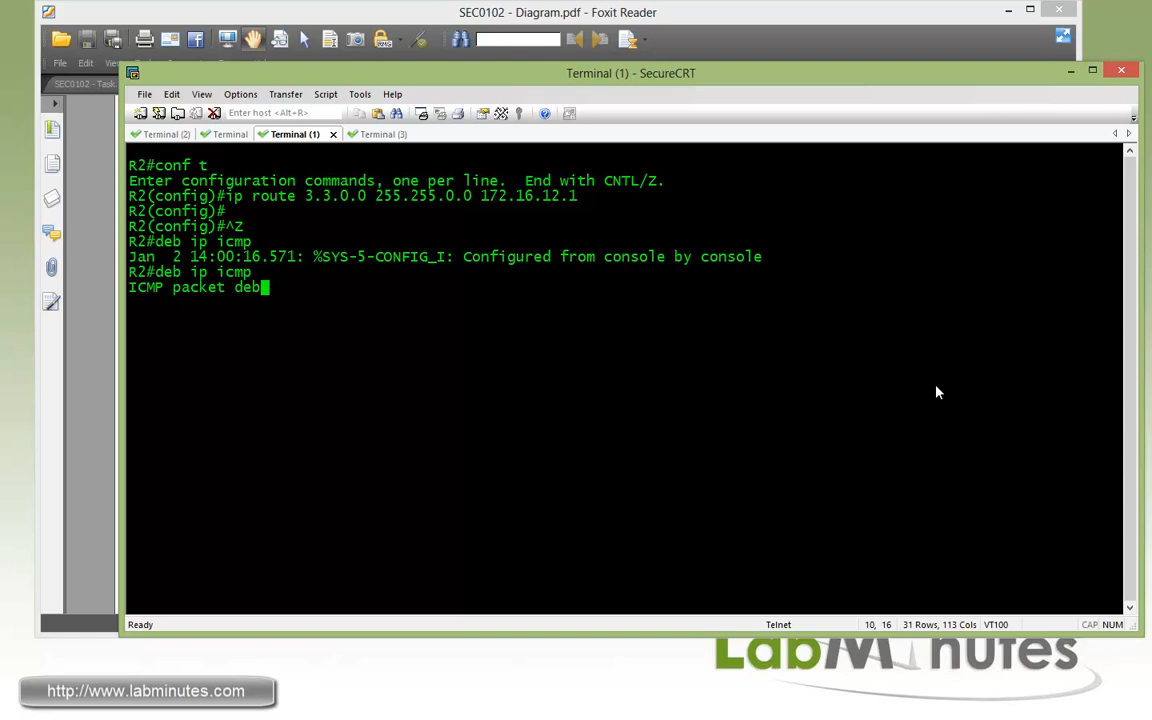 SEC0102 - Diagram.pdf - Foxit Reader
File Edit
SEC0102 - Task.
Terminal (1) - SecureCRT
File Edit View Options Transfer Script Tools Help
Enter host <Alt+R>
Terminal (2) Terminal Terminal (1) Terminal (3)
R2#conf t
Enter configuration commands, one per line.  End with CNTL/Z.
R2(config)#ip route 3.3.0.0 255.255.0.0 172.16.12.1
R2(config)#
R2(config)#^Z
R2#deb ip icmp
Jan  2 14:00:16.571: %SYS-5-CONFIG_I: Configured from console by console
R2#deb ip icmp
ICMP packet deb
Ready Telnet 10, 16 31 Rows, 113 Cols VT100 CAP NUM
LabMinutes
http://www.labminutes.com